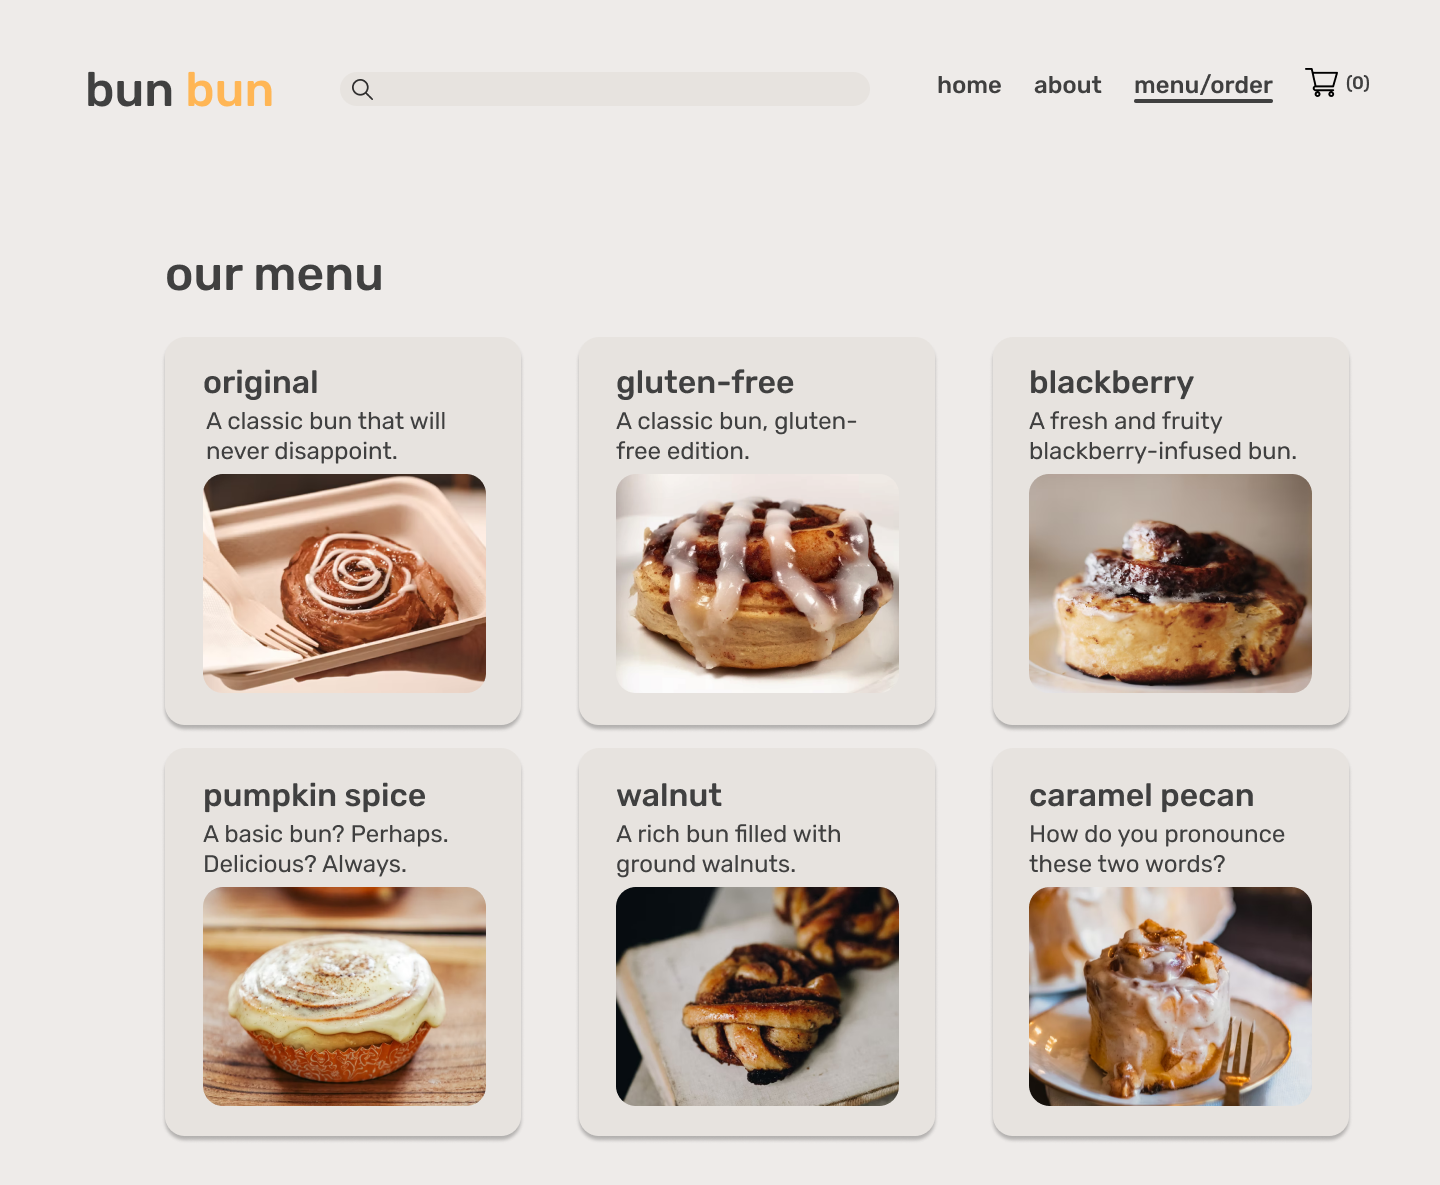 bun bun
home about menu/order (0)
our menu
original
A classic bun that will
never disappoint.
gluten-free
A classic bun, gluten-
free edition.
blackberry
A fresh and fruity
blackberry-infused bun.
pumpkin spice
A basic bun? Perhaps.
Delicious? Always.
walnut
A rich bun filled with
ground walnuts.
caramel pecan
How do you pronounce
these two words?